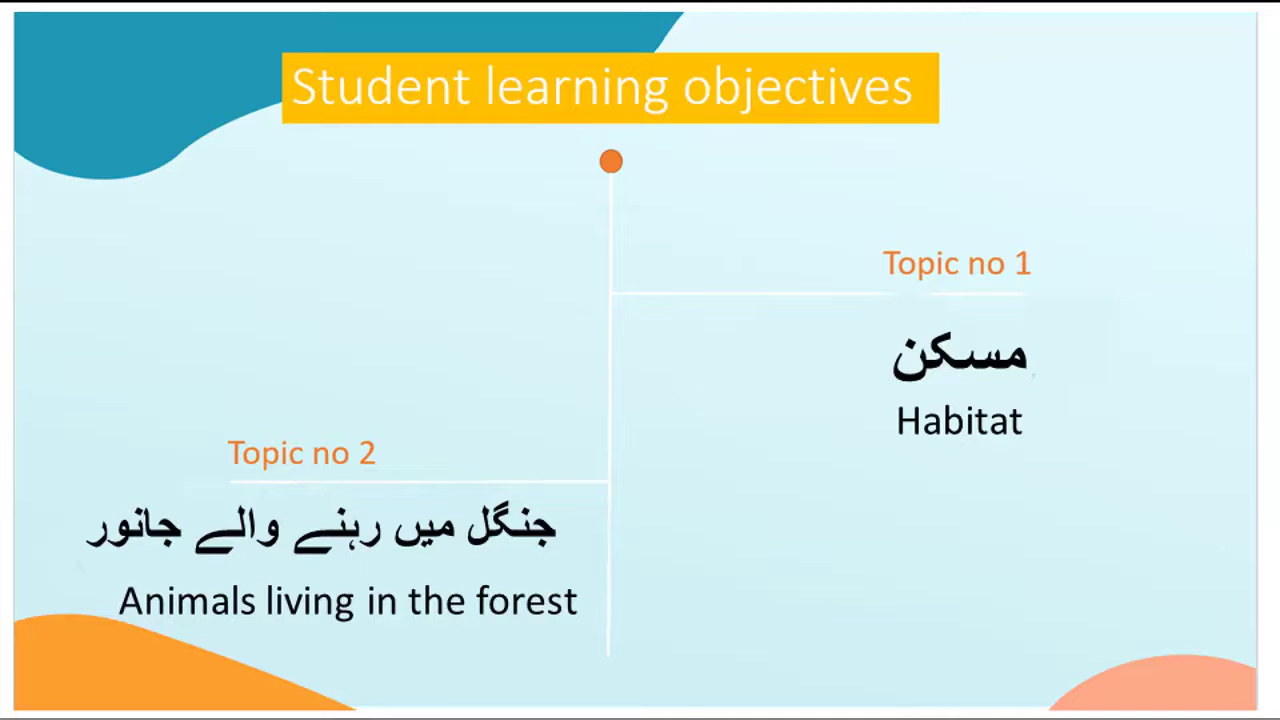 Student learning objectives
Topic no 1
مسکن
Habitat
Topic no 2
جنگل میں رہنے والے جانور
Animals living in the forest